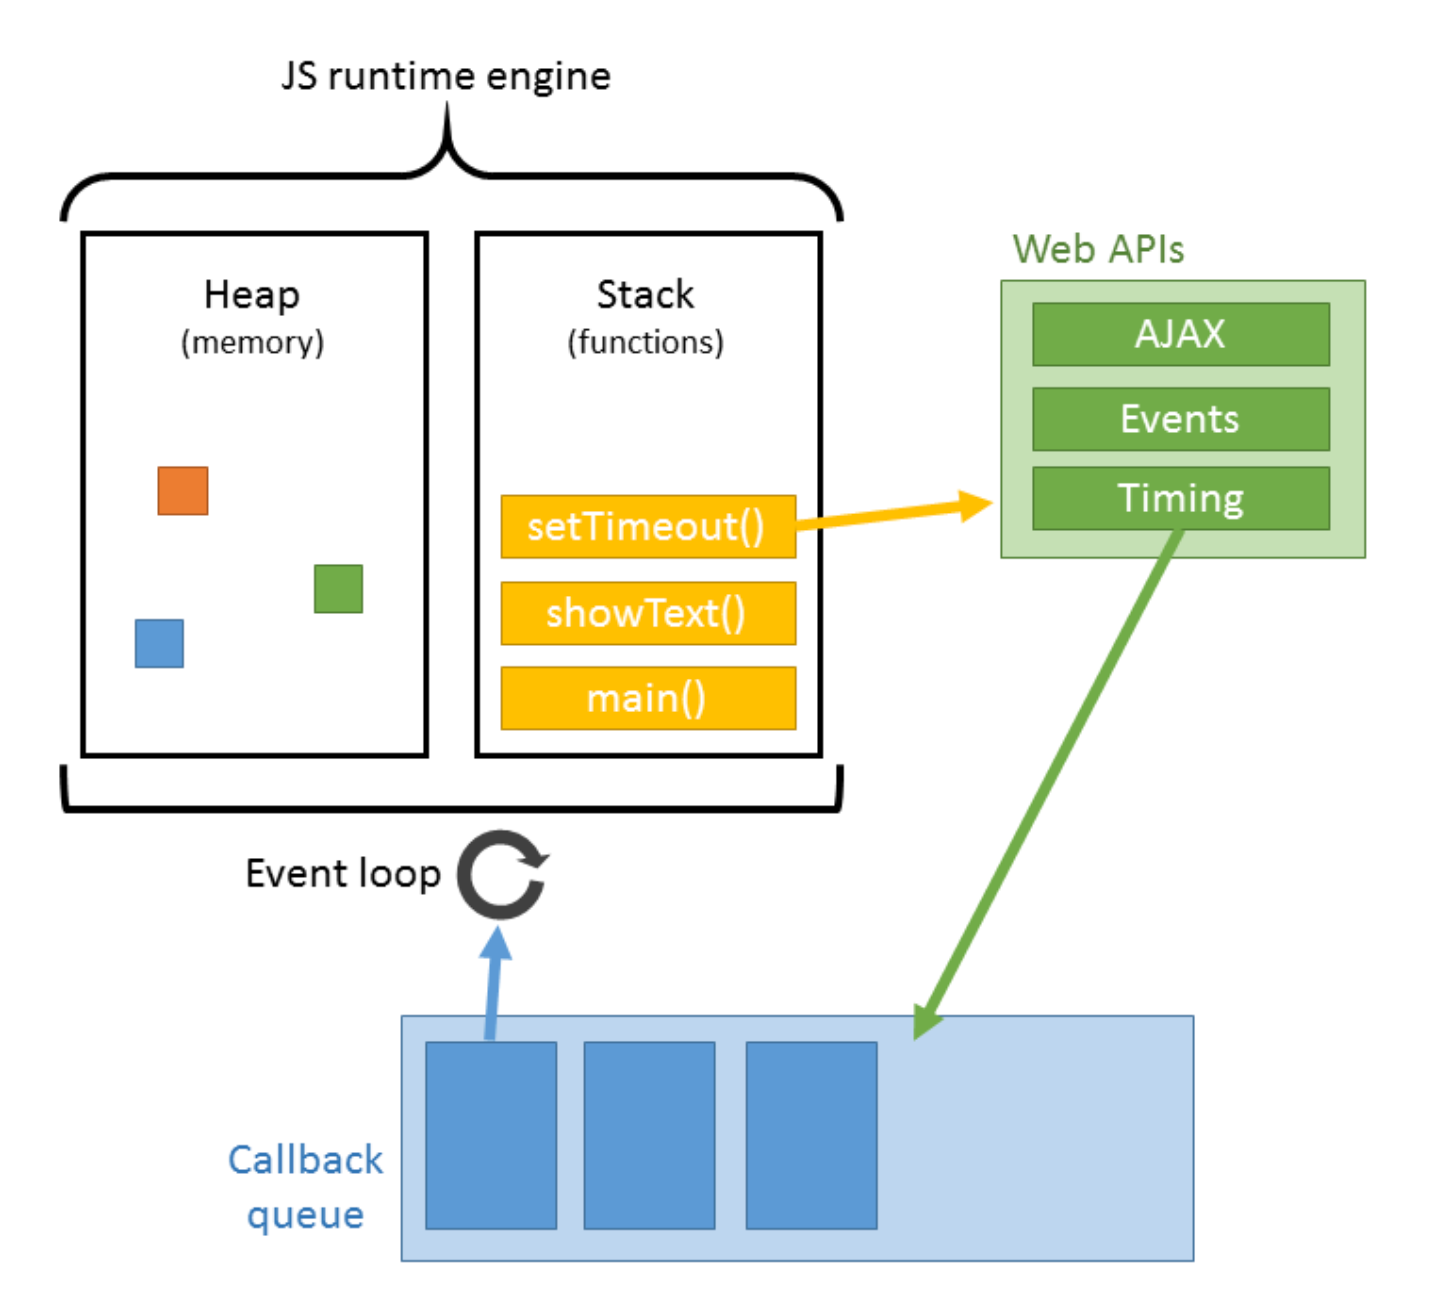 JS runtime engine
Heap
(memory)
Stack
(functions)
setTimeout()
showText()
main()
Web APIs
AJAX
Events
Timing
Event loop
Callback
queue